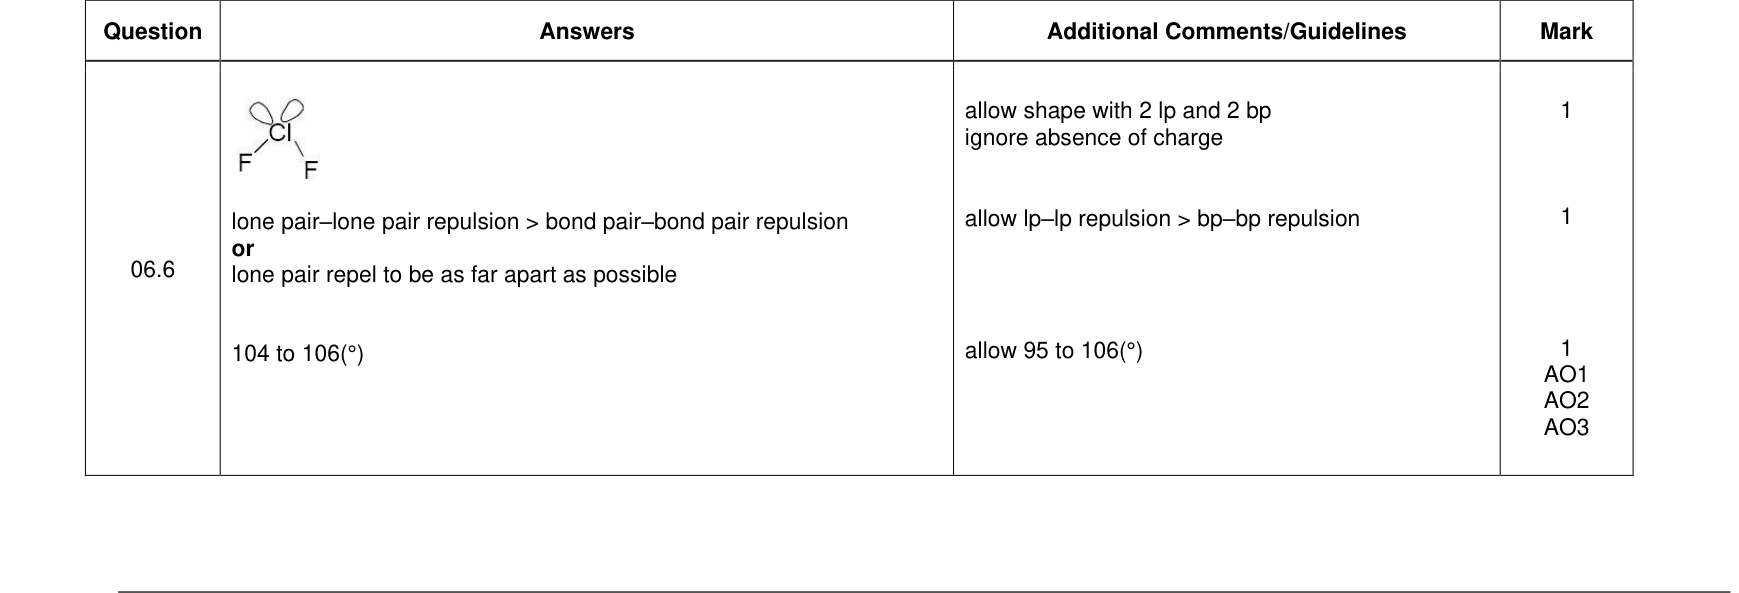 Question Answers Additional Comments/Guidelines Mark
Cl
F
F
allow shape with 2 lp and 2 bp
ignore absence of charge
1
lone pair–lone pair repulsion > bond pair–bond pair repulsion
or
lone pair repel to be as far apart as possible
allow lp–lp repulsion > bp–bp repulsion
1
06.6
104 to 106(°)
allow 95 to 106(°)
1
AO1
AO2
AO3